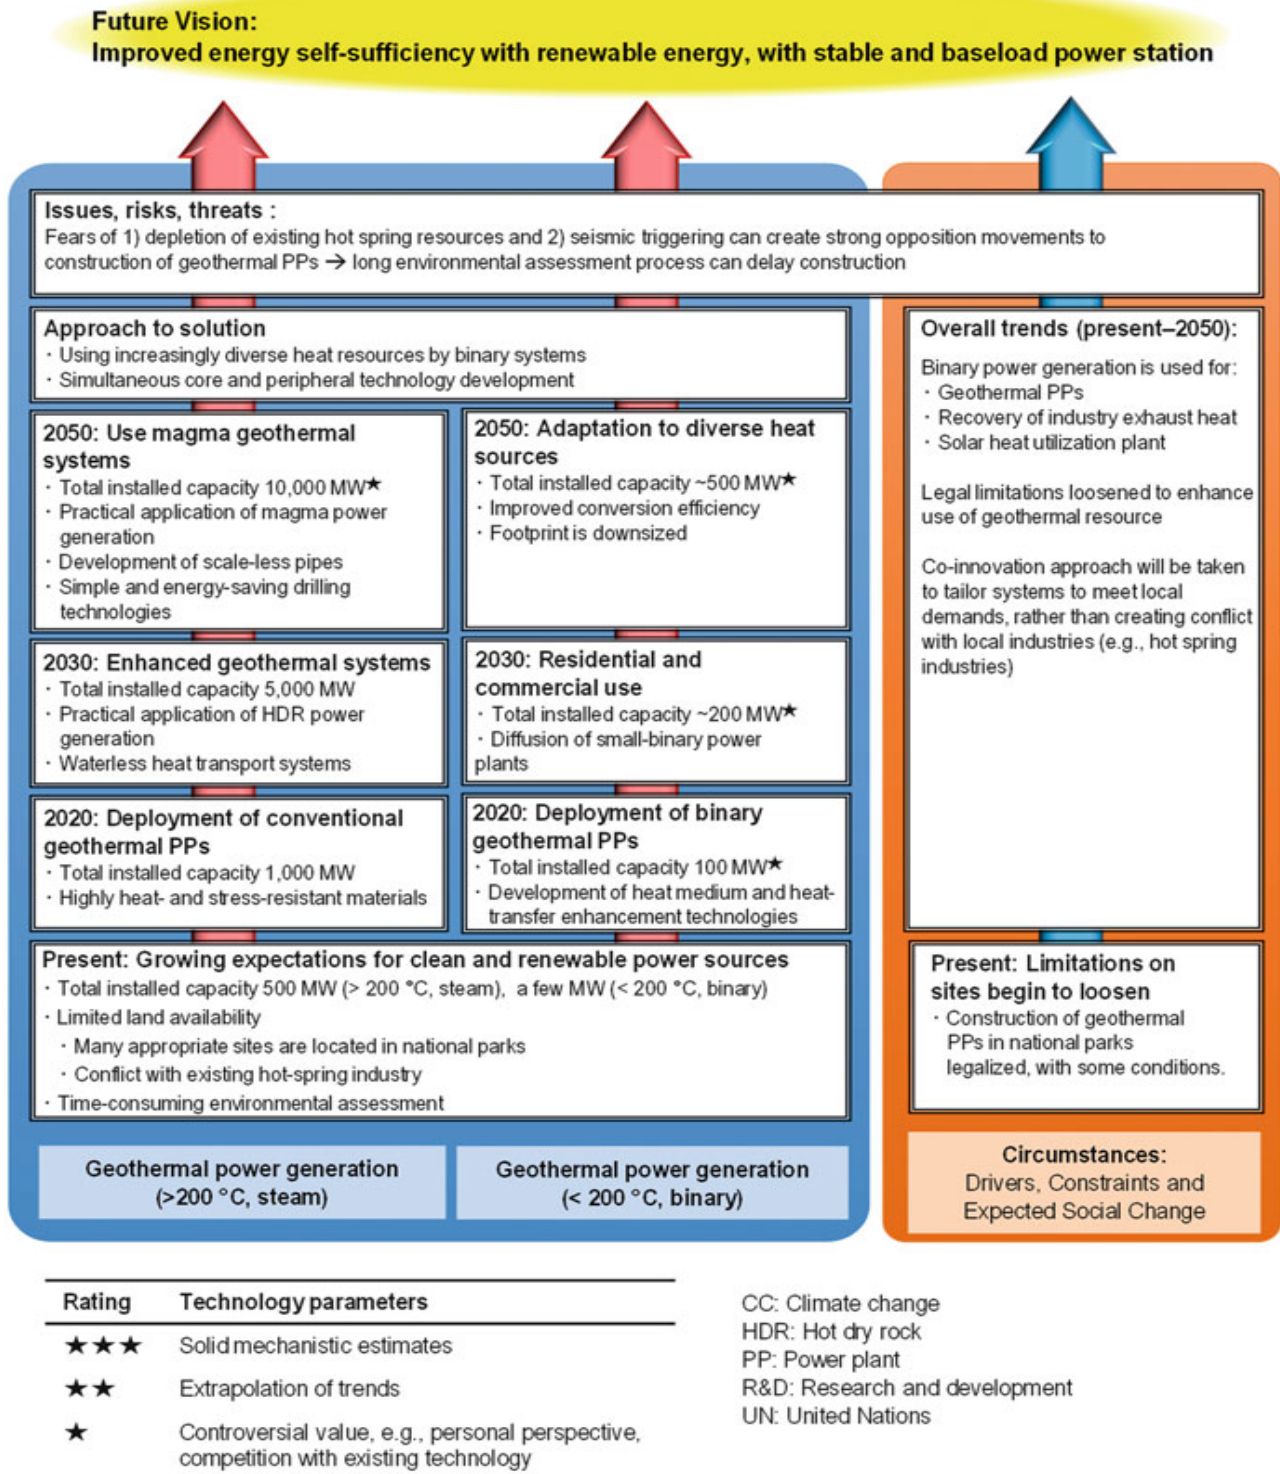 Future Vision:
Improved energy self-sufficiency with renewable energy, with stable and baseload power station
Issues, risks, threats :
Fears of 1) depletion of existing hot spring resources and 2) seismic triggering can create strong opposition movements to
construction of geothermal PPs → long environmental assessment process can delay construction
Approach to solution
· Using increasingly diverse heat resources by binary systems
· Simultaneous core and peripheral technology development
2050: Use magma geothermal
systems
· Total installed capacity 10,000 MW★
· Practical application of magma power
generation
· Development of scale-less pipes
· Simple and energy-saving drilling
technologies
2050: Adaptation to diverse heat
sources
· Total installed capacity ~500 MW★
· Improved conversion efficiency
· Footprint is downsized
2030: Enhanced geothermal systems
· Total installed capacity 5,000 MW
· Practical application of HDR power
generation
· Waterless heat transport systems
2030: Residential and
commercial use
· Total installed capacity ~200 MW★
· Diffusion of small-binary power
plants
2020: Deployment of conventional
geothermal PPs
· Total installed capacity 1,000 MW
· Highly heat- and stress-resistant materials
2020: Deployment of binary
geothermal PPs
· Total installed capacity 100 MW★
· Development of heat medium and heat-
transfer enhancement technologies
Present: Growing expectations for clean and renewable power sources
· Total installed capacity 500 MW (> 200 °C, steam), a few MW (< 200 °C, binary)
· Limited land availability
· Many appropriate sites are located in national parks
· Conflict with existing hot-spring industry
· Time-consuming environmental assessment
Geothermal power generation
(>200 °C, steam)
Geothermal power generation
(< 200 °C, binary)
Overall trends (present–2050):
Binary power generation is used for:
· Geothermal PPs
· Recovery of industry exhaust heat
· Solar heat utilization plant
Legal limitations loosened to enhance
use of geothermal resource
Co-innovation approach will be taken
to tailor systems to meet local
demands, rather than creating conflict
with local industries (e.g., hot spring
industries)
Present: Limitations on
sites begin to loosen
· Construction of geothermal
PPs in national parks
legalized, with some conditions.
Circumstances:
Drivers, Constraints and
Expected Social Change
Rating Technology parameters
★★★ Solid mechanistic estimates
★★ Extrapolation of trends
★ Controversial value, e.g., personal perspective,
competition with existing technology
CC: Climate change
HDR: Hot dry rock
PP: Power plant
R&D: Research and development
UN: United Nations